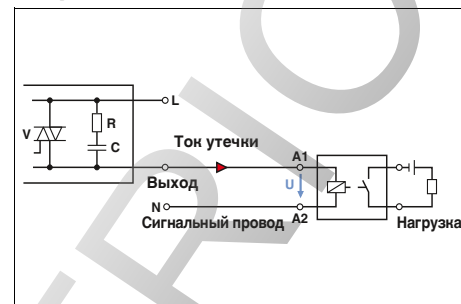 L
R
V
C
Ток утечки
A1
Выход
U
N
A2
Сигнальный провод
Нагрузка